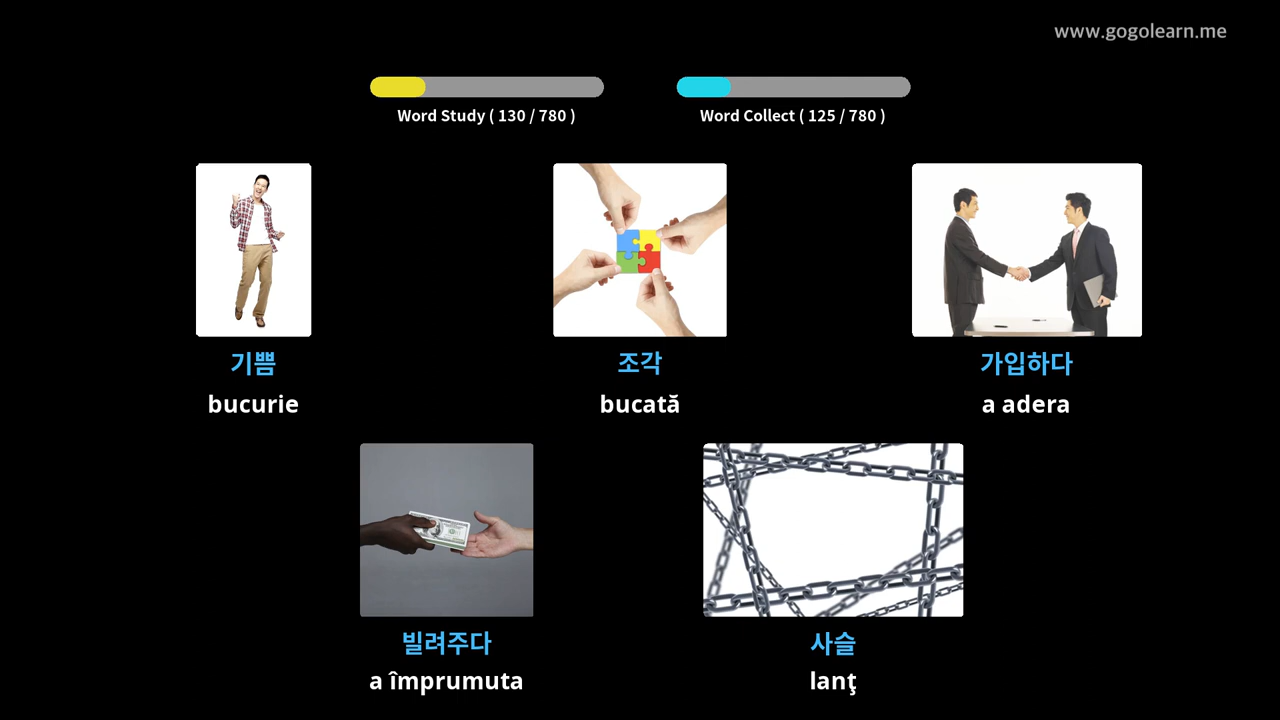 www.gogolearn.me
Word Study ( 130 / 780 )
Word Collect ( 125 / 780 )
기쁨
bucurie
조각
bucată
가입하다
a adera
빌려주다
a împrumuta
사슬
lanţ